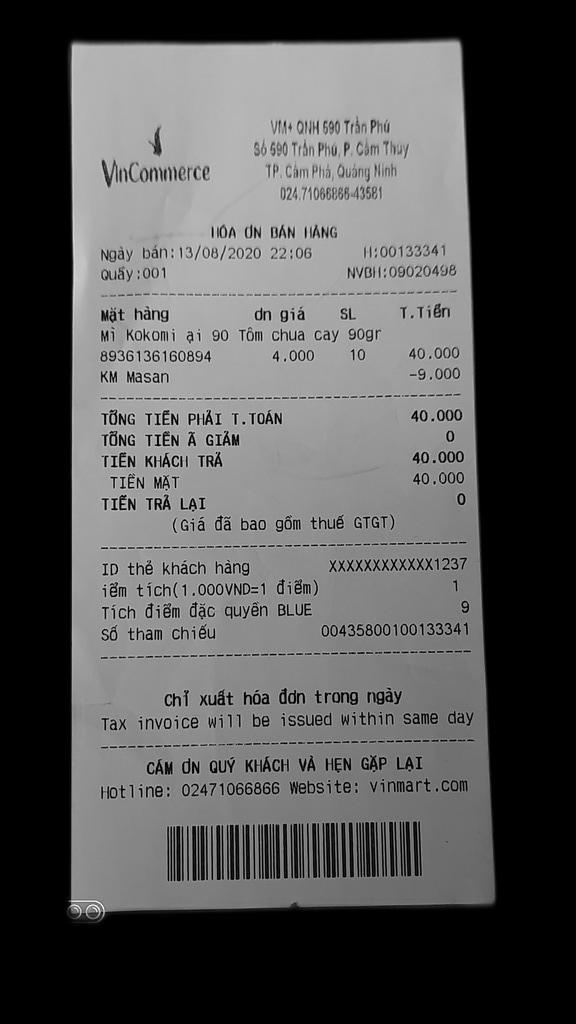 VinCommerce
VM+ QNH 590 Trần Phú
Số 590 Trần Phú, P. Cẩm Thủy
TP. Cẩm Phả, Quảng Ninh
024.71066866-43581
HÓA ƠN BÁN HÀNG
Ngày bán:13/08/2020 22:06 H:00133341
Quầy:001 NVBH:09020498
Mặt hàng ơn giá SL T.Tiền
Mì Kokomi ại 90 Tôm chua cay 90gr
8936136160894 4.000 10 40.000
KM Masan -9.000
TỔNG TIỀN PHẢI T.TOÁN 40.000
TỔNG TIỀN Ã GIẢM 0
TIỀN KHÁCH TRẢ 40.000
TIỀN MẶT 40.000
TIỀN TRẢ LẠI 0
(Giá đã bao gồm thuế GTGT)
ID thẻ khách hàng XXXXXXXXXXXX1237
iểm tích(1.000VND=1 điểm) 1
Tích điểm đặc quyền BLUE 9
Số tham chiếu 00435800100133341
Chỉ xuất hóa đơn trong ngày
Tax invoice will be issued within same day
CẢM ƠN QUÝ KHÁCH VÀ HẸN GẶP LẠI
Hotline: 02471066866 Website: vinmart.com